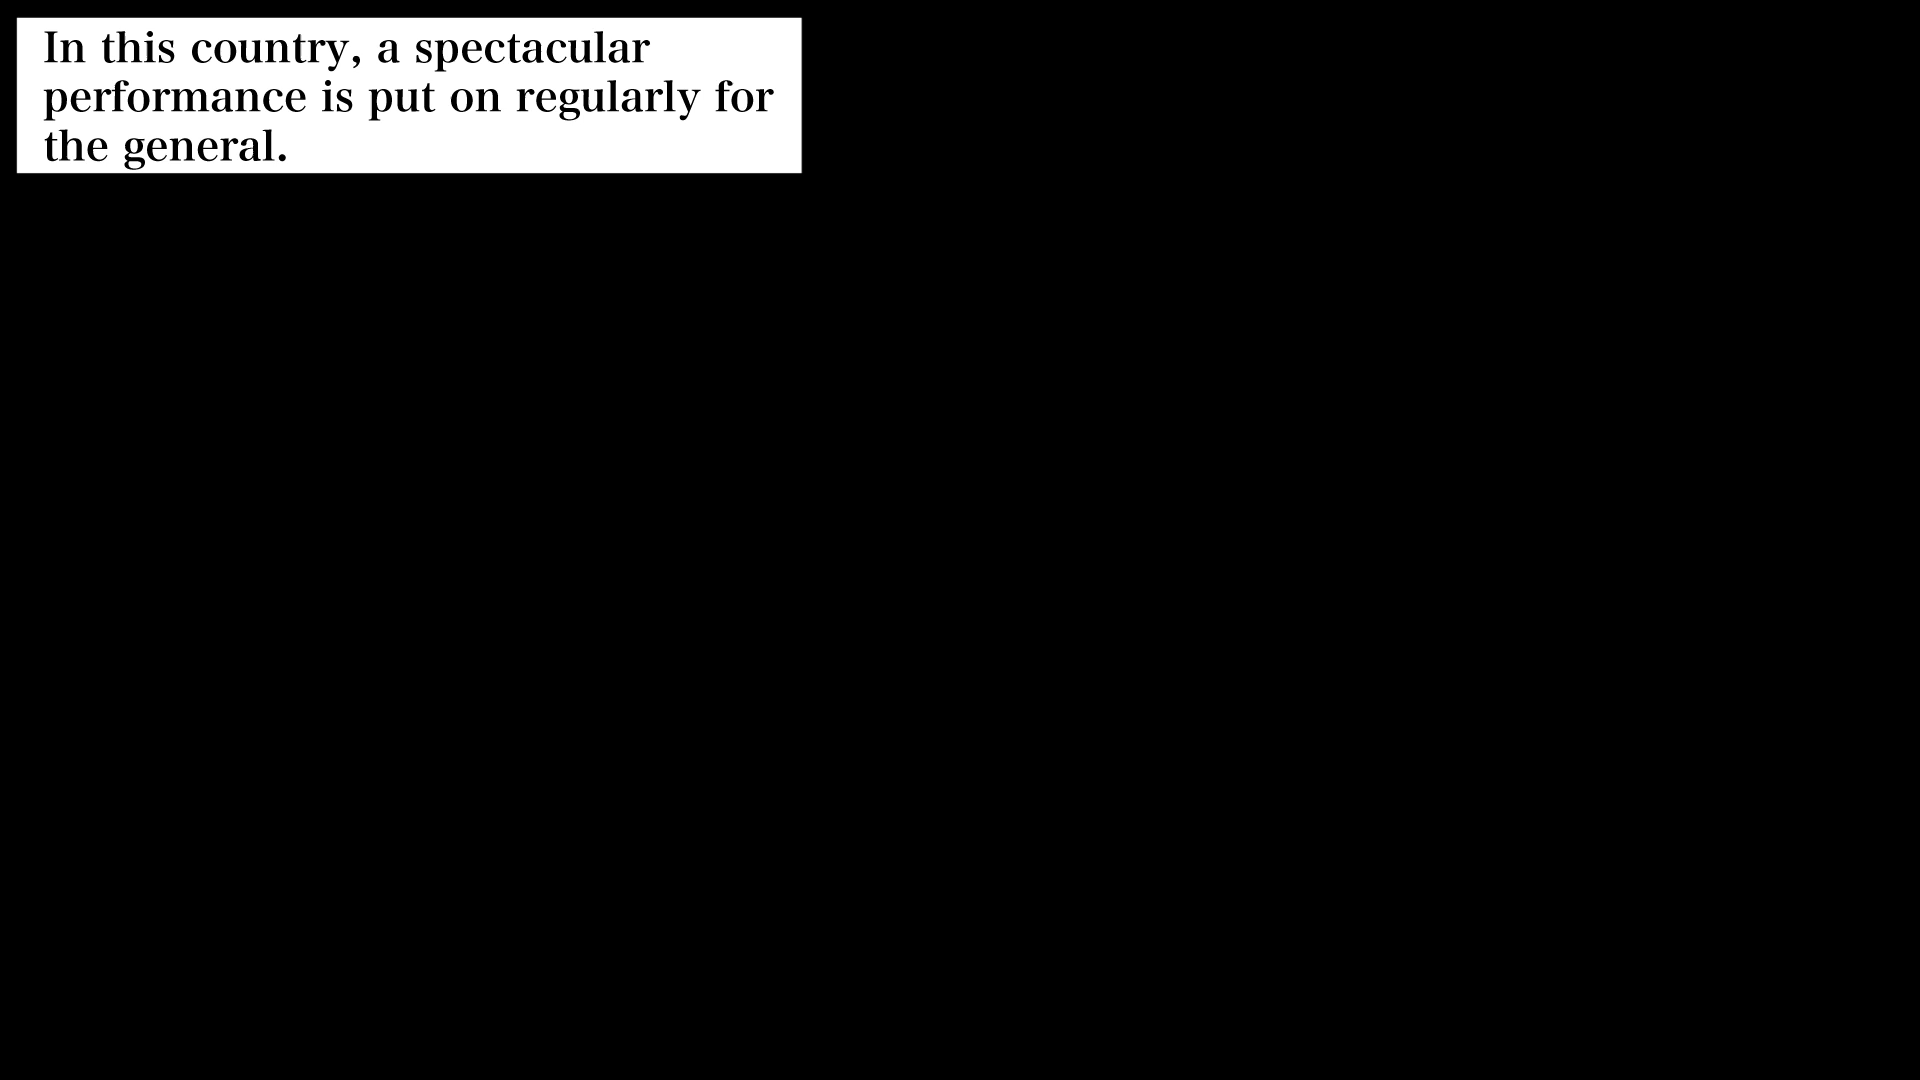 In this country, a spectacular
performance is put on regularly for
the general.